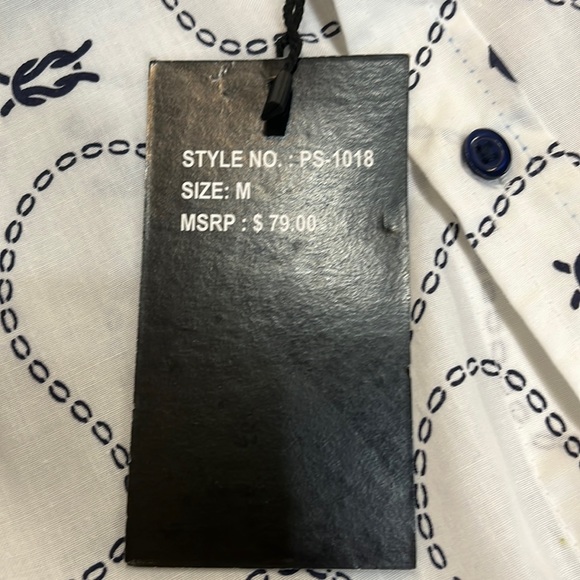 STYLE NO. : PS-1018
SIZE: M
MSRP : $ 79.00